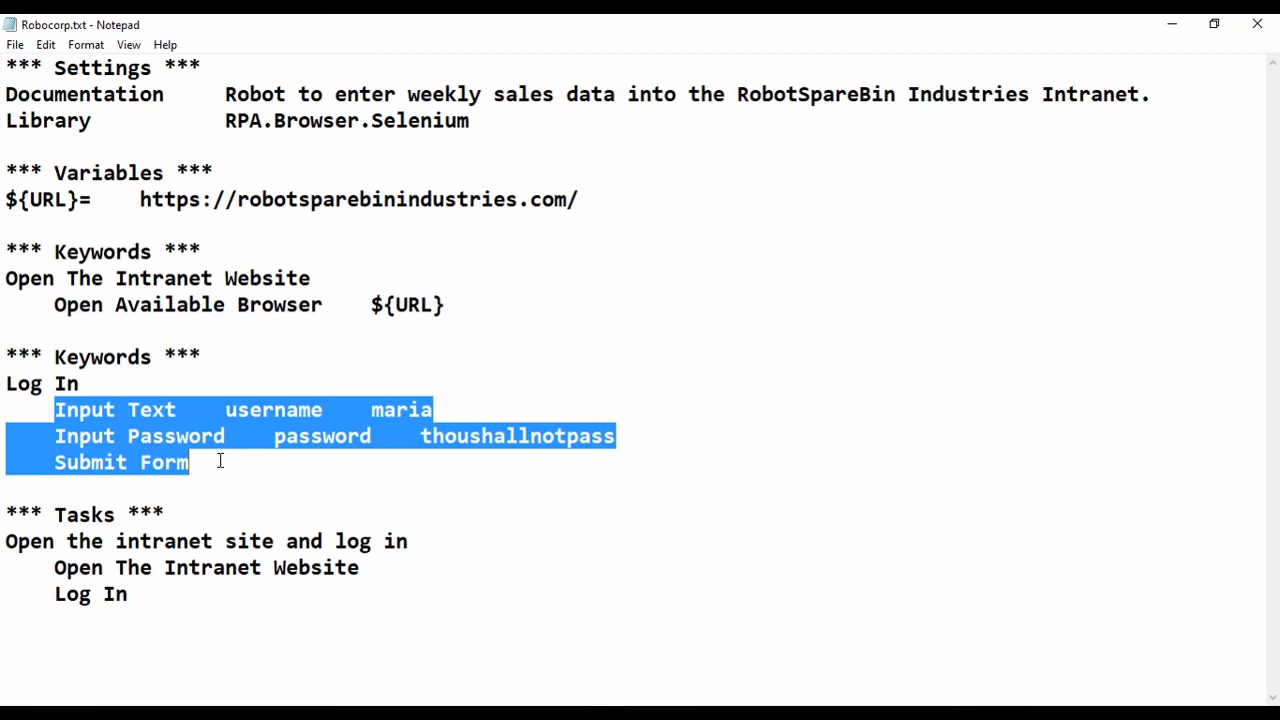 Robocorp.txt - Notepad
File Edit Format View Help
*** Settings ***
Documentation     Robot to enter weekly sales data into the RobotSpareBin Industries Intranet.
Library           RPA.Browser.Selenium

*** Variables ***
${URL}=    https://robotsparebinindustries.com/

*** Keywords ***
Open The Intranet Website
    Open Available Browser    ${URL}

*** Keywords ***
Log In
    Input Text    username    maria
    Input Password    password    thoushallnotpass
    Submit Form

*** Tasks ***
Open the intranet site and log in
    Open The Intranet Website
    Log In